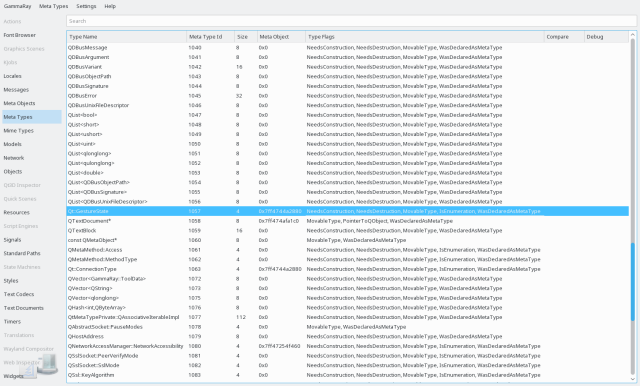 GammaRay Meta Types Settings Help
Actions
Font Browser
Graphics Scenes
KJobs
Locales
Messages
Meta Objects
Meta Types
Mime Types
Models
Network
Objects
Quick Scenes
Resources
Script Engines
Signals
Standard Paths
State Machines
Styles
Text Codecs
Text Documents
Timers
Translations
Wayland Compositor
Web Inspector
Widgets
Search
Type Name Meta Type Id Size Meta Object Type Flags Compare Debug
QDBusMessage 1040 8 0x0 NeedsConstruction, NeedsDestruction, MovableType, WasDeclaredAsMetaType
QDBusArgument 1041 8 0x0 NeedsConstruction, NeedsDestruction, MovableType, WasDeclaredAsMetaType
QDBusVariant 1042 16 0x0 NeedsConstruction, NeedsDestruction, MovableType, WasDeclaredAsMetaType
QDBusObjectPath 1043 8 0x0 NeedsConstruction, NeedsDestruction, MovableType, WasDeclaredAsMetaType
QDBusSignature 1044 8 0x0 NeedsConstruction, NeedsDestruction, MovableType, WasDeclaredAsMetaType
QDBusError 1045 32 0x0 NeedsConstruction, NeedsDestruction, MovableType, WasDeclaredAsMetaType
QDBusUnixFileDescriptor 1046 8 0x0 NeedsConstruction, NeedsDestruction, MovableType, WasDeclaredAsMetaType
QList<bool> 1047 8 0x0 NeedsConstruction, NeedsDestruction, MovableType, WasDeclaredAsMetaType
QList<short> 1048 8 0x0 NeedsConstruction, NeedsDestruction, MovableType, WasDeclaredAsMetaType
QList<ushort> 1049 8 0x0 NeedsConstruction, NeedsDestruction, MovableType, WasDeclaredAsMetaType
QList<uint> 1050 8 0x0 NeedsConstruction, NeedsDestruction, MovableType, WasDeclaredAsMetaType
QList<qlonglong> 1051 8 0x0 NeedsConstruction, NeedsDestruction, MovableType, WasDeclaredAsMetaType
QList<qulonglong> 1052 8 0x0 NeedsConstruction, NeedsDestruction, MovableType, WasDeclaredAsMetaType
QList<double> 1053 8 0x0 NeedsConstruction, NeedsDestruction, MovableType, WasDeclaredAsMetaType
QList<QDBusObjectPath> 1054 8 0x0 NeedsConstruction, NeedsDestruction, MovableType, WasDeclaredAsMetaType
QList<QDBusSignature> 1055 8 0x0 NeedsConstruction, NeedsDestruction, MovableType, WasDeclaredAsMetaType
QList<QDBusUnixFileDescriptor> 1056 8 0x0 NeedsConstruction, NeedsDestruction, MovableType, WasDeclaredAsMetaType
Qt::GestureState 1057 4 0x7ff4744a2880 NeedsConstruction, NeedsDestruction, MovableType, IsEnumeration, WasDeclaredAsMetaType
QTextDocument* 1058 8 0x7ff474afa1c0 MovableType, PointerToQObject, WasDeclaredAsMetaType
QTextBlock 1059 16 0x0 NeedsConstruction, NeedsDestruction, MovableType, WasDeclaredAsMetaType
const QMetaObject* 1060 8 0x0 MovableType, WasDeclaredAsMetaType
QMetaMethod::Access 1061 4 0x0 NeedsConstruction, NeedsDestruction, MovableType, IsEnumeration, WasDeclaredAsMetaType
QMetaMethod::MethodType 1062 4 0x0 NeedsConstruction, NeedsDestruction, MovableType, IsEnumeration, WasDeclaredAsMetaType
Qt::ConnectionType 1063 4 0x7ff4744a2880 NeedsConstruction, NeedsDestruction, MovableType, IsEnumeration, WasDeclaredAsMetaType
QVector<GammaRay::ToolData> 1072 8 0x0 NeedsConstruction, NeedsDestruction, MovableType, WasDeclaredAsMetaType
QVector<QString> 1073 8 0x0 NeedsConstruction, NeedsDestruction, MovableType, WasDeclaredAsMetaType
QVector<qlonglong> 1075 8 0x0 NeedsConstruction, NeedsDestruction, MovableType, WasDeclaredAsMetaType
QHash<int,QByteArray> 1076 8 0x0 NeedsConstruction, NeedsDestruction, MovableType, WasDeclaredAsMetaType
QtMetaTypePrivate::QAssociativeIterableImpl 1077 112 0x0 NeedsConstruction, NeedsDestruction, MovableType, WasDeclaredAsMetaType
QAbstractSocket::PauseModes 1078 4 0x0 MovableType, WasDeclaredAsMetaType
QHostAddress 1079 8 0x0 NeedsConstruction, NeedsDestruction, MovableType, WasDeclaredAsMetaType
QNetworkAccessManager::NetworkAccessibility 1080 4 0x7ff47254f460 NeedsConstruction, NeedsDestruction, MovableType, IsEnumeration, WasDeclaredAsMetaType
QSslSocket::PeerVerifyMode 1081 4 0x0 NeedsConstruction, NeedsDestruction, MovableType, IsEnumeration, WasDeclaredAsMetaType
QSslSocket::SslMode 1082 4 0x0 NeedsConstruction, NeedsDestruction, MovableType, IsEnumeration, WasDeclaredAsMetaType
QSsl::KeyAlgorithm 1083 4 0x0 NeedsConstruction, NeedsDestruction, MovableType, IsEnumeration, WasDeclaredAsMetaType